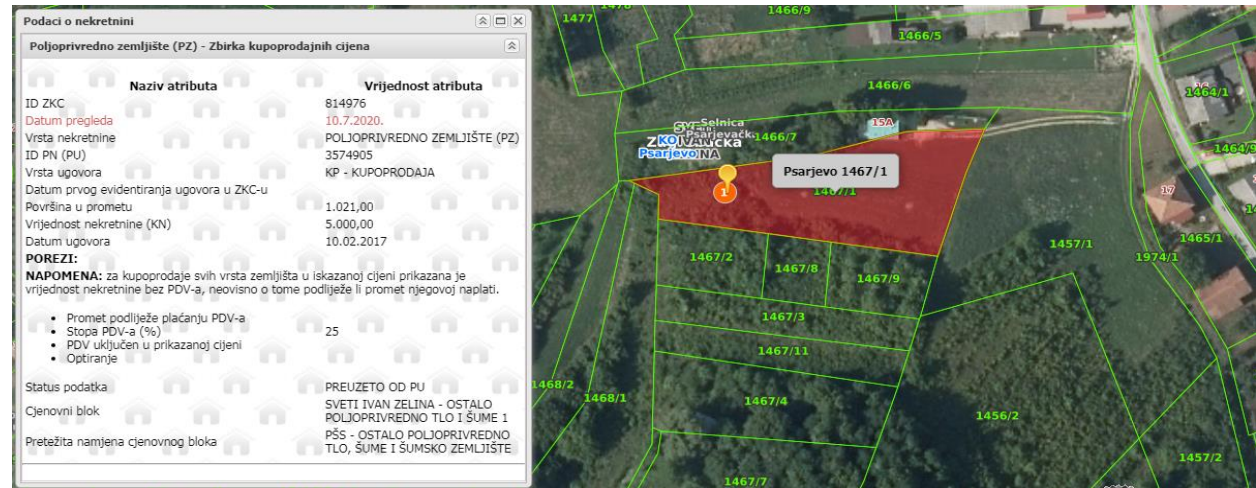 Podaci o nekretnini
Poljoprivredno zemljište (PZ) - Zbirka kupoprodajnih cijena
Naziv atributa Vrijednost atributa
ID ZKC 814976
Datum pregleda 10.7.2020.
Vrsta nekretnine POLJOPRIVREDNO ZEMLJIŠTE (PZ)
ID PN (PU) 3574905
Vrsta ugovora KP - KUPOPRODAJA
Datum prvog evidentiranja ugovora u ZKC-u
Površina u prometu 1.021,00
Vrijednost nekretnine (KN) 5.000,00
Datum ugovora 10.02.2017
POREZI:
NAPOMENA: za kupoprodaje svih vrsta zemljišta u iskazanoj cijeni prikazana je
vrijednost nekretnine bez PDV-a, neovisno o tome podliježe li promet njegovoj naplati.
• Promet podliježe plaćanju PDV-a
• Stopa PDV-a (%) 25
• PDV uključen u prikazanoj cijeni
• Optiranje
Status podatka PREUZETO OD PU
Cjenovni blok SVETI IVAN ZELINA - OSTALO
POLJOPRIVREDNO TLO I ŠUME 1
Pretežita namjena cjenovnog bloka PŠS - OSTALO POLJOPRIVREDNO
TLO, ŠUME I ŠUMSKO ZEMLJIŠTE
1477
1466/9
1466/5
1466/6
1464/1
15A
Selnica
Psarjevačka
1466/7
Psarjevo
1464/9
Psarjevo 1467/1
1
1467/1
17
1465/1
1457/1
1974/1
1467/2
1467/8
1467/9
1467/3
1467/11
1468/2
1468/1
1467/4
1456/2
1457/2
1467/7